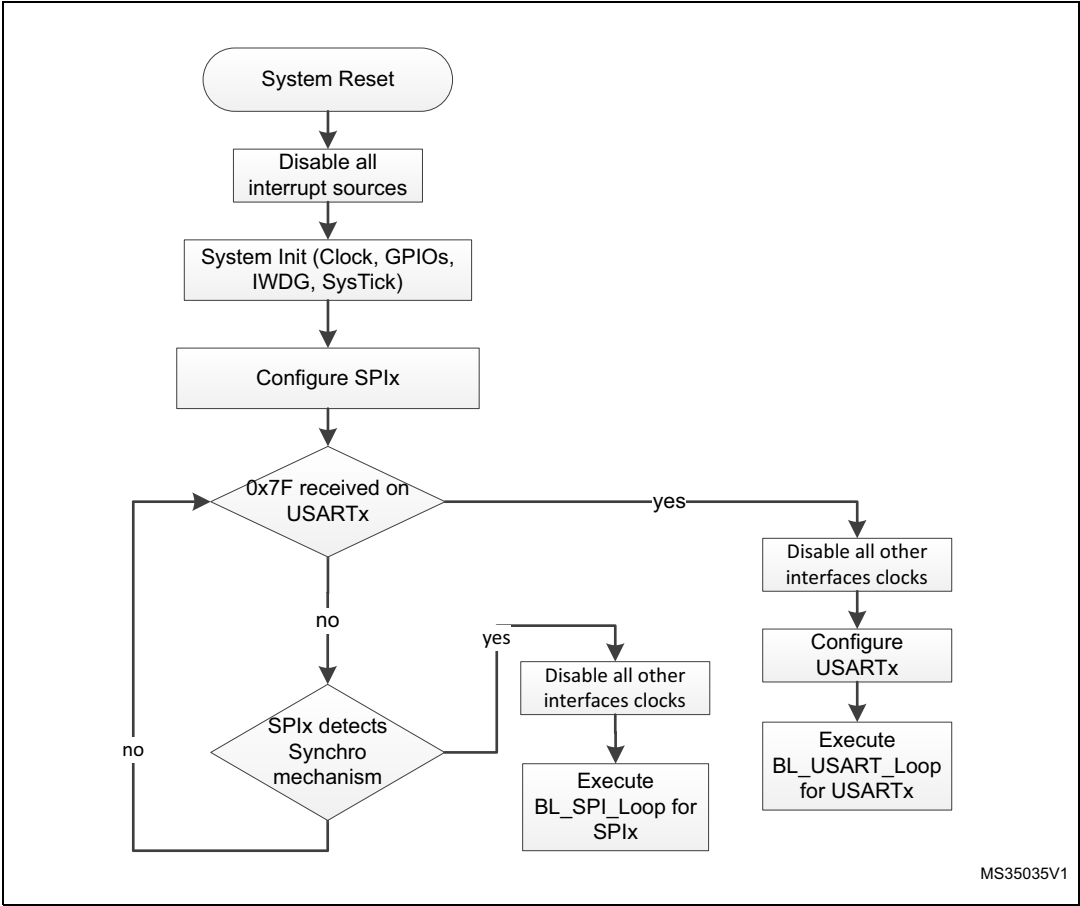 System Reset
Disable all
interrupt sources
System Init (Clock, GPIOs,
IWDG, SysTick)
Configure SPIx
0x7F received on
USARTx
yes
Disable all other
interfaces clocks
Configure
USARTx
Execute
BL_USART_Loop
for USARTx
no
yes
Disable all other
interfaces clocks
SPIx detects
Synchro
mechanism
no
Execute
BL_SPI_Loop for
SPIx
MS35035V1